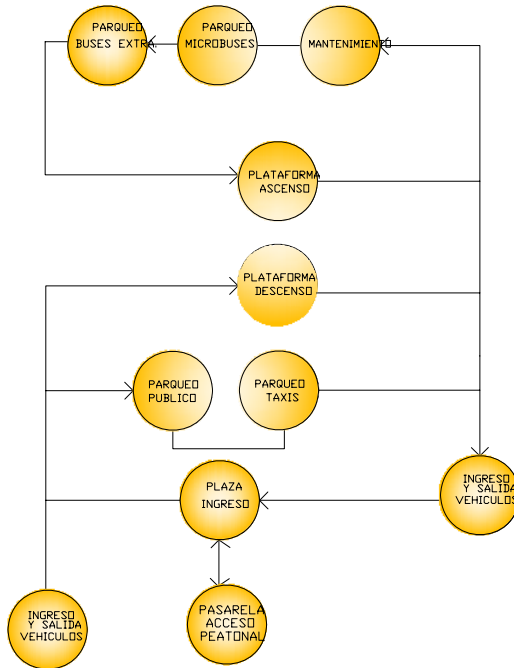 PARQUEO
BUSES EXTRA.
PARQUEO
MICROBUSES
MANTENIMIENTO
PLATAFORMA
ASCENSO
PLATAFORMA
DESCENSO
PARQUEO
PUBLICO
PARQUEO
TAXIS
PLAZA
INGRESO
INGRESO
Y SALIDA
VEHICULOS
INGRESO
Y SALIDA
VEHICULOS
PASARELA
ACCESO
PEATONAL